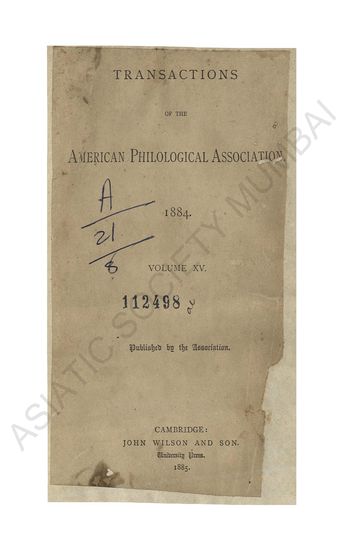 TRANSACTIONS
OF THE
AMERICAN PHILOLOGICAL ASSOCIATION
1884.
A
21
8
VOLUME XV.
112498
Published by the Association.
CAMBRIDGE:
JOHN WILSON AND SON.
University Press.
1885.
ASIATIC SOCIETY MUMBAI